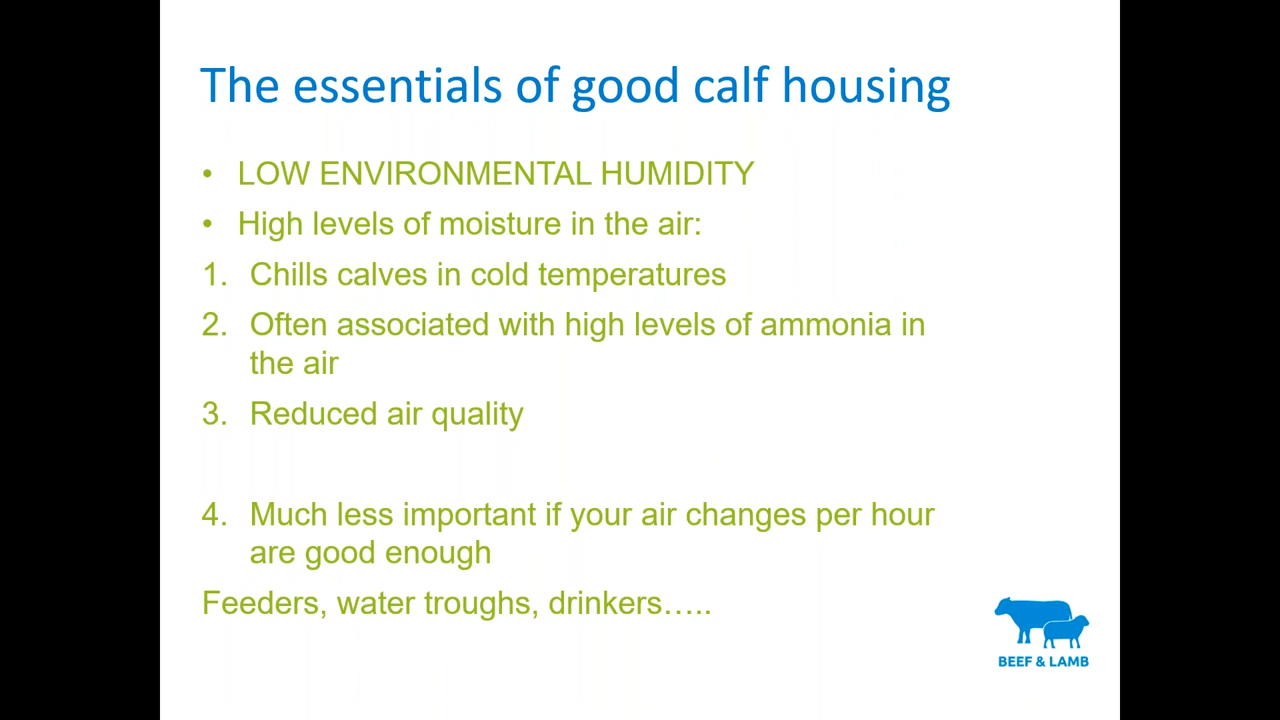 The essentials of good calf housing
• LOW ENVIRONMENTAL HUMIDITY
• High levels of moisture in the air:
1. Chills calves in cold temperatures
2. Often associated with high levels of ammonia in
the air
3. Reduced air quality
4. Much less important if your air changes per hour
are good enough
Feeders, water troughs, drinkers…..
BEEF & LAMB